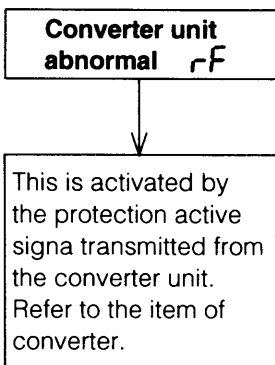 Converter unit
abnormal rF
This is activated by
the protection active
signa transmitted from
the converter unit.
Refer to the item of
converter.